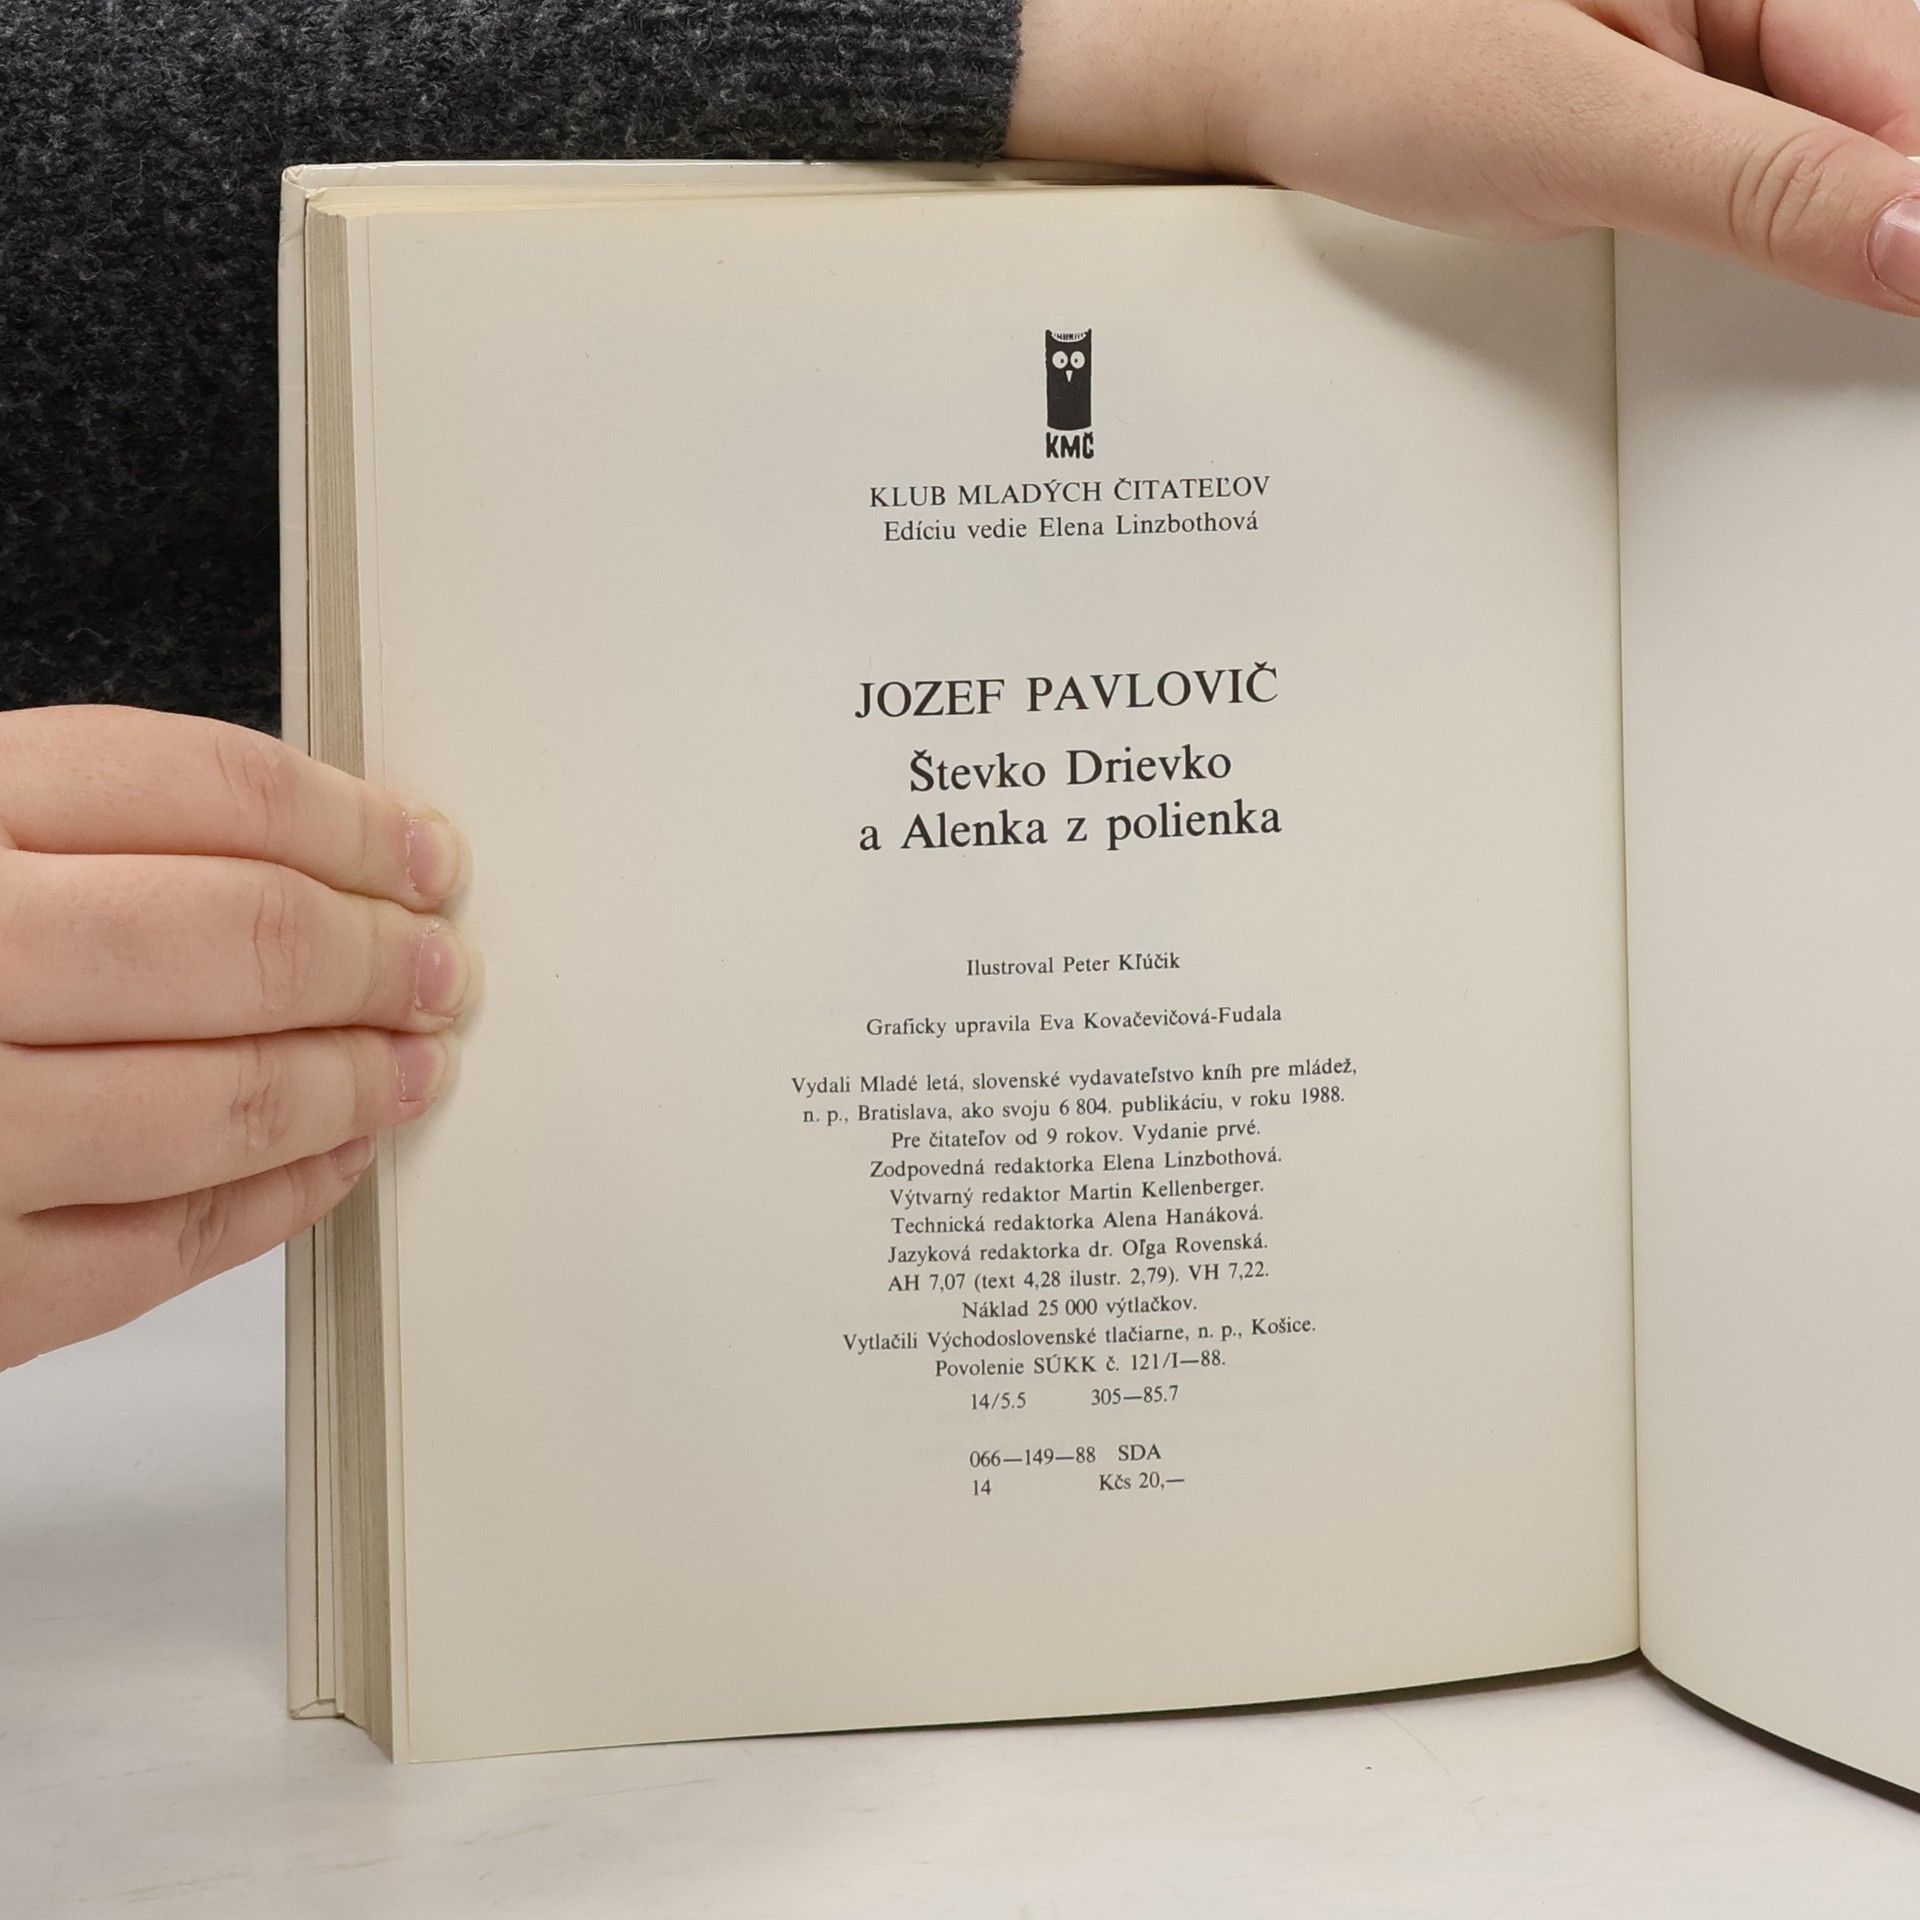 KMČ
KLUB MLADÝCH ČITATEĽOV
Edíciu vedie Elena Linzbothová
JOZEF PAVLOVIČ
Števko Drievko
a Alenka z polienka
Ilustroval Peter Kľúčik
Graficky upravila Eva Kovačevičová-Fudala
Vydali Mladé letá, slovenské vydavateľstvo kníh pre mládež,
n. p., Bratislava, ako svoju 6 804. publikáciu, v roku 1988.
Pre čitateľov od 9 rokov. Vydanie prvé.
Zodpovedná redaktorka Elena Linzbothová.
Výtvarný redaktor Martin Kellenberger.
Technická redaktorka Alena Hanáková.
Jazyková redaktorka dr. Oľga Rovenská.
AH 7,07 (text 4,28 ilustr. 2,79). VH 7,22.
Náklad 25 000 výtlačkov.
Vytlačili Východoslovenské tlačiarne, n. p., Košice.
Povolenie SÚKK č. 121/I—88.
14/5.5 305—85.7
066—149—88 SDA
14 Kčs 20,—